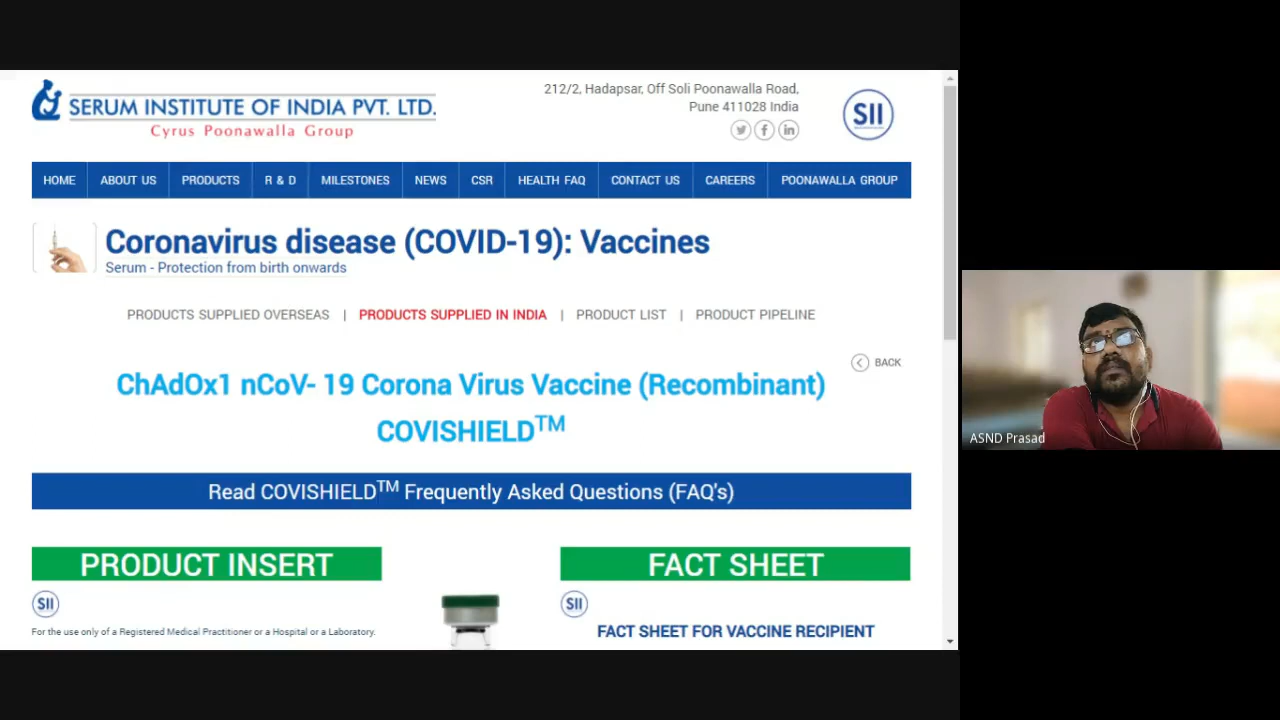 SERUM INSTITUTE OF INDIA PVT. LTD.
Cyrus Poonawalla Group
212/2, Hadapsar, Off Soli Poonawalla Road,
Pune 411028 India
SII
HOME ABOUT US PRODUCTS R & D MILESTONES NEWS CSR HEALTH FAQ CONTACT US CAREERS POONAWALLA GROUP
Coronavirus disease (COVID-19): Vaccines
Serum - Protection from birth onwards
PRODUCTS SUPPLIED OVERSEAS | PRODUCTS SUPPLIED IN INDIA | PRODUCT LIST | PRODUCT PIPELINE
BACK
ChAdOx1 nCoV- 19 Corona Virus Vaccine (Recombinant)
COVISHIELD™
Read COVISHIELD™ Frequently Asked Questions (FAQ's)
PRODUCT INSERT
SII
For the use only of a Registered Medical Practitioner or a Hospital or a Laboratory.
FACT SHEET
SII
FACT SHEET FOR VACCINE RECIPIENT
ASND Prasad